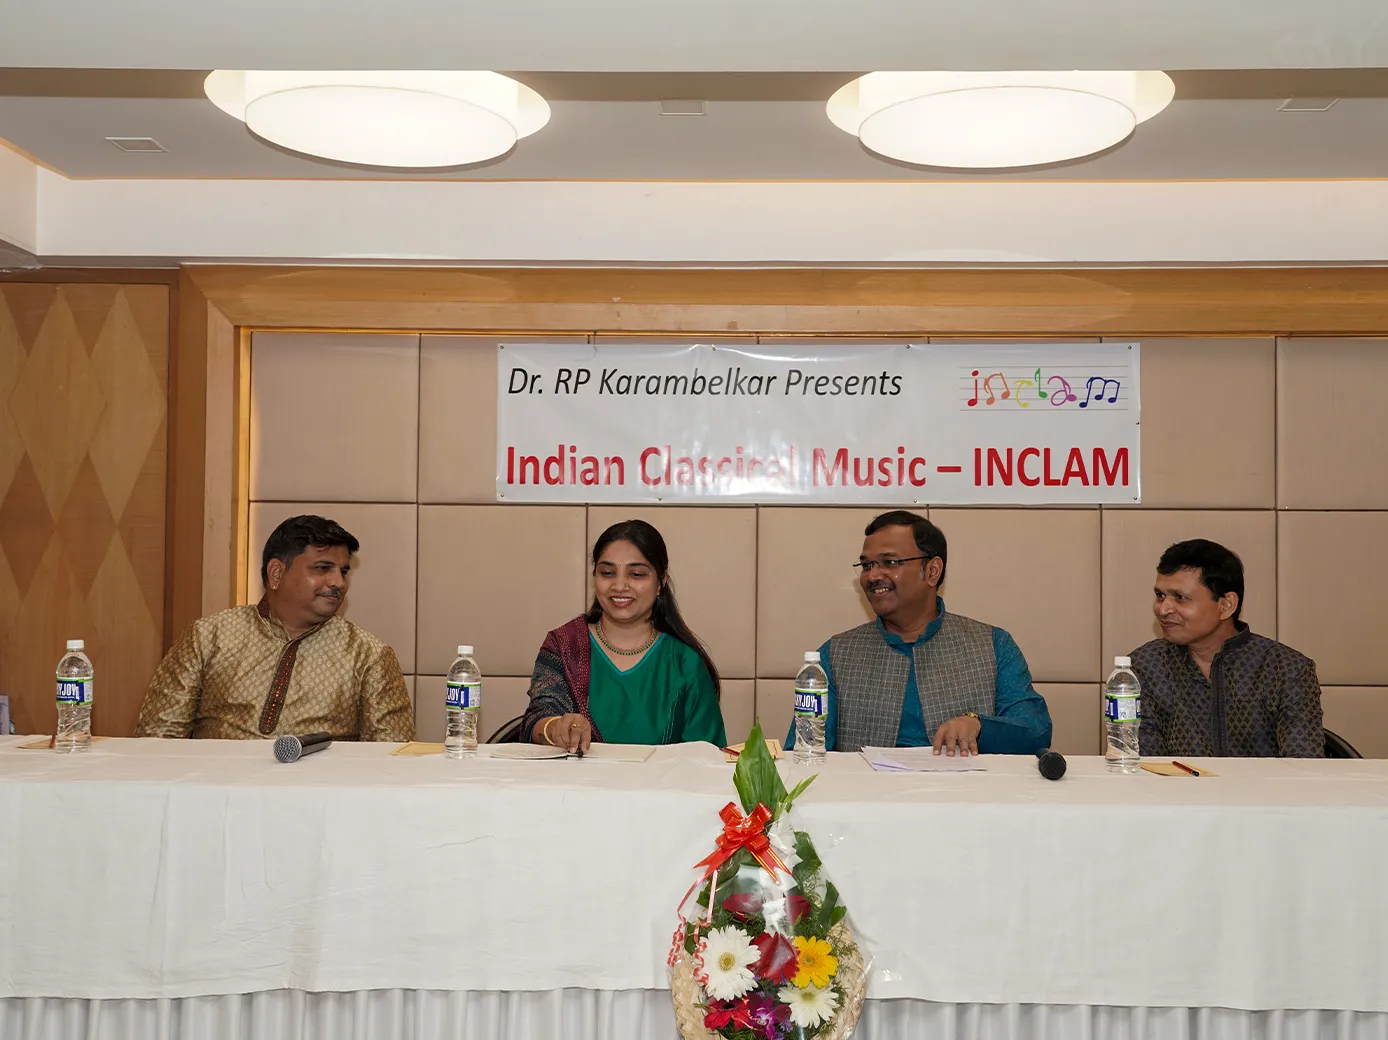 Dr. RP Karambelkar Presents
inclam
Indian Classical Music – INCLAM